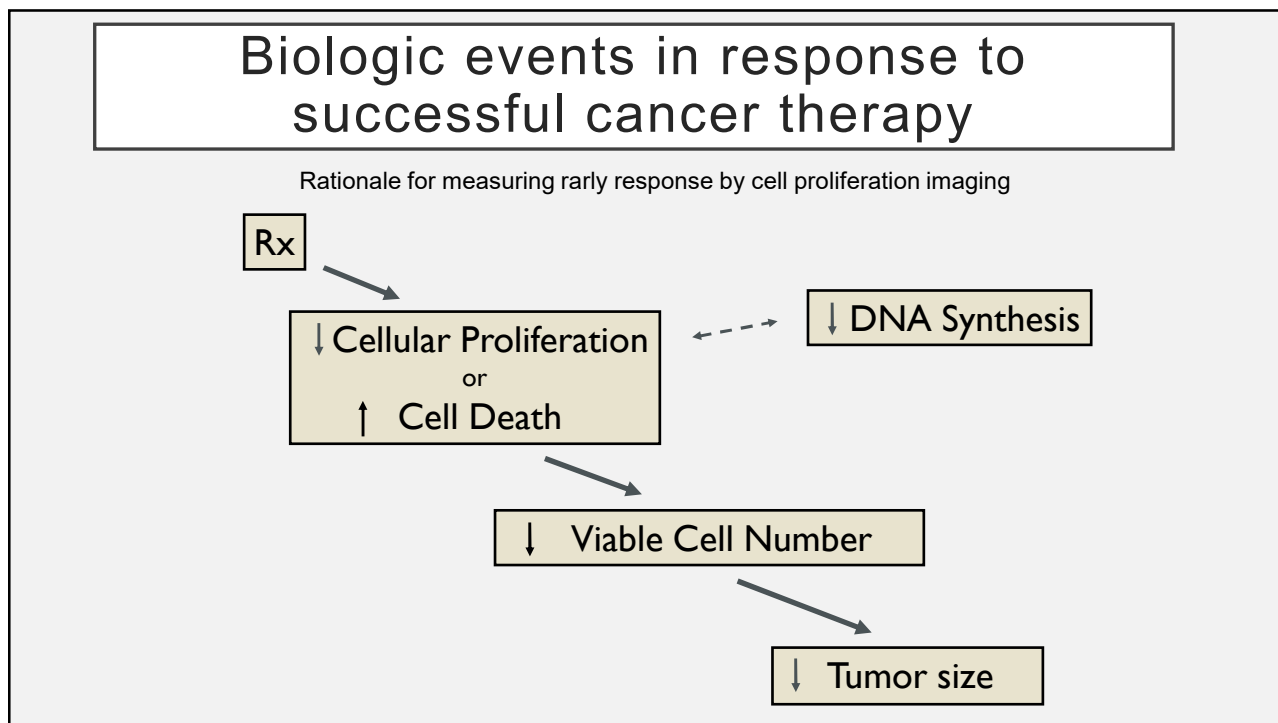 Biologic events in response to
successful cancer therapy
Rationale for measuring rarly response by cell proliferation imaging
Rx
↓ DNA Synthesis
↓ Cellular Proliferation
or
↑ Cell Death
↓ Viable Cell Number
↓ Tumor size